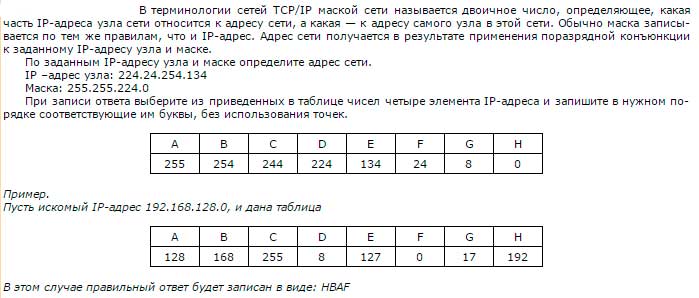 В терминологии сетей TCP/IP маской сети называется двоичное число, определяющее, какая
часть IP-адреса узла сети относится к адресу сети, а какая — к адресу самого узла в этой сети. Обычно маска записы-
вается по тем же правилам, что и IP-адрес. Адрес сети получается в результате применения поразрядной конъюнкции
к заданному IP-адресу узла и маске.
По заданным IP-адресу узла и маске определите адрес сети.
IP –адрес узла: 224.24.254.134
Маска: 255.255.224.0
При записи ответа выберите из приведенных в таблице чисел четыре элемента IP-адреса и запишите в нужном по-
рядке соответствующие им буквы, без использования точек.
A B C D E F G H
255 254 244 224 134 24 8 0
Пример.
Пусть искомый IP-адрес 192.168.128.0, и дана таблица
A B C D E F G H
128 168 255 8 127 0 17 192
В этом случае правильный ответ будет записан в виде: HBAF